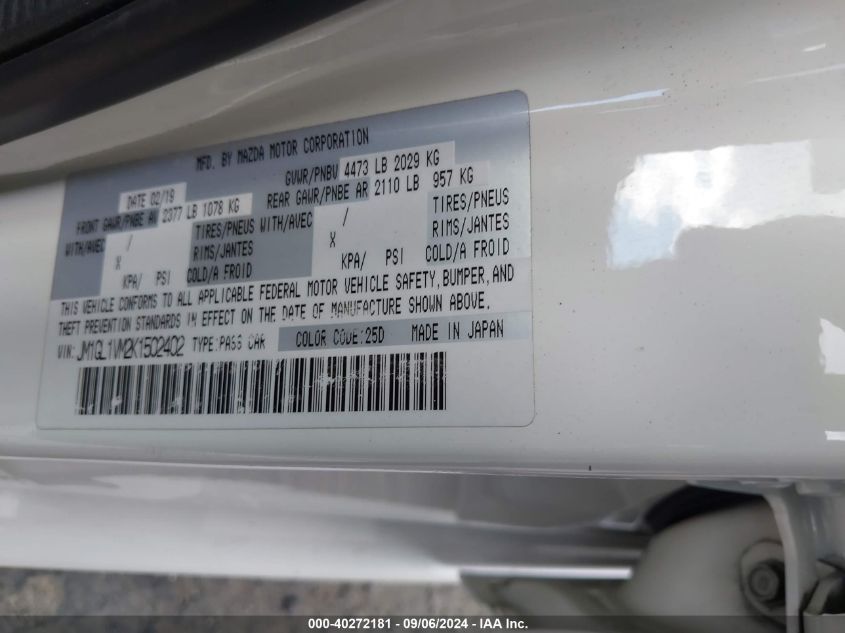 MFD. BY MAZDA MOTOR CORPORATION
DATE 02/19 GVWR/PNBV 4473 LB 2029 KG
FRONT GAWR/PNBE AV 2377 LB 1078 KG REAR GAWR/PNBE AR 2110 LB 957 KG
WITH/AVEC / TIRES/PNEUS WITH/AVEC / TIRES/PNEUS
X RIMS/JANTES X RIMS/JANTES
KPA/ PSI COLD/A FROID KPA/ PSI COLD/A FROID
THIS VEHICLE CONFORMS TO ALL APPLICABLE FEDERAL MOTOR VEHICLE SAFETY, BUMPER, AND
THEFT PREVENTION STANDARDS IN EFFECT ON THE DATE OF MANUFACTURE SHOWN ABOVE.
VIN: JM1GL1VM2K1502402 TYPE:PASS CAR COLOR CODE:25D MADE IN JAPAN
000-40272181 - 09/06/2024 - IAA Inc.